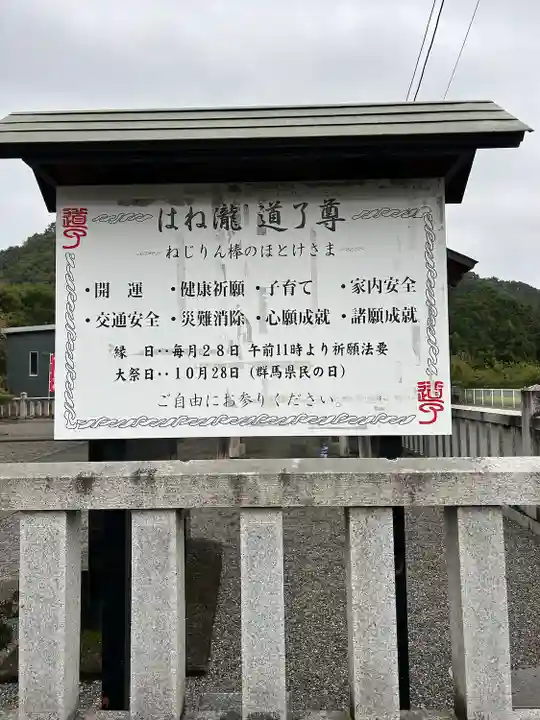 道了
はね瀧 道了尊
ねじりん棒のほとけさま
・開 運 ・健康祈願 ・子育て ・家内安全
・交通安全 ・災難消除 ・心願成就 ・諸願成就
縁 日‥毎月28日 午前11時より祈願法要
大祭日‥10月28日(群馬県民の日)
ご自由にお参りください。
道了